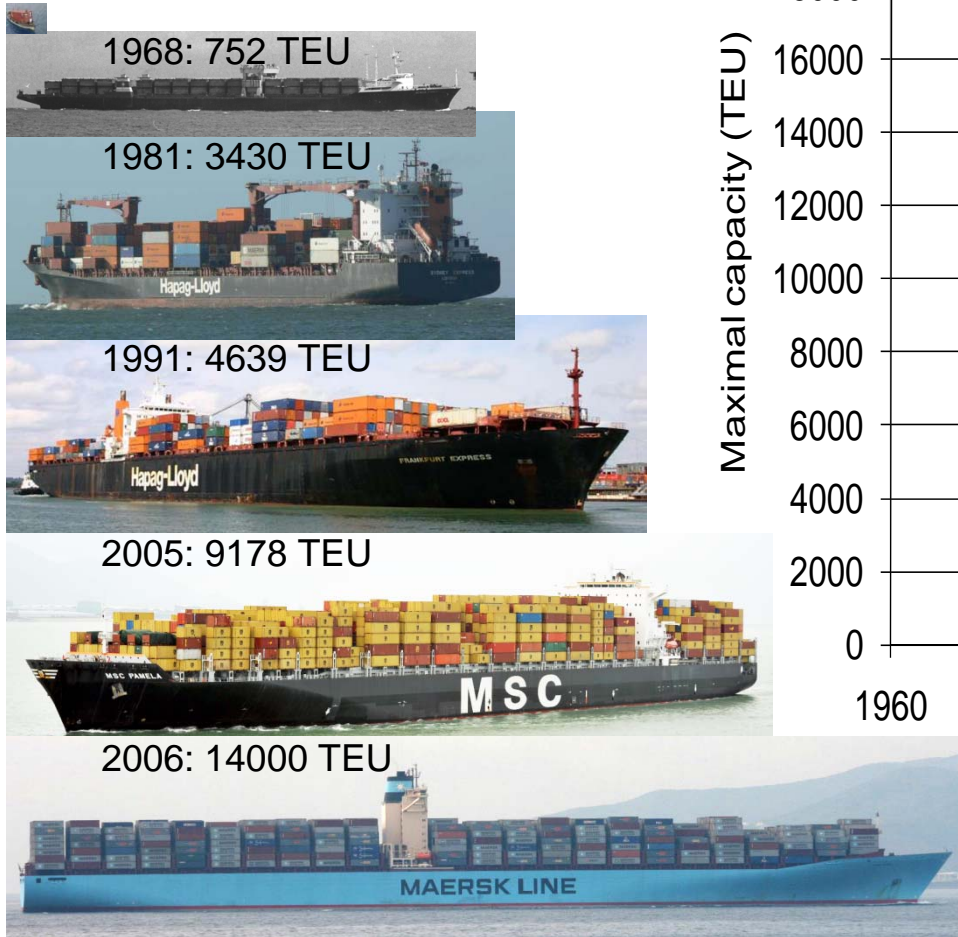 1968: 752 TEU
1981: 3430 TEU
Hapag-Lloyd
1991: 4639 TEU
FRANKFURT EXPRESS
Hapag-Lloyd
2005: 9178 TEU
MSC PAMELA
MSC
2006: 14000 TEU
MAERSK LINE
Maximal capacity (TEU)
16000
14000
12000
10000
8000
6000
4000
2000
0
1960